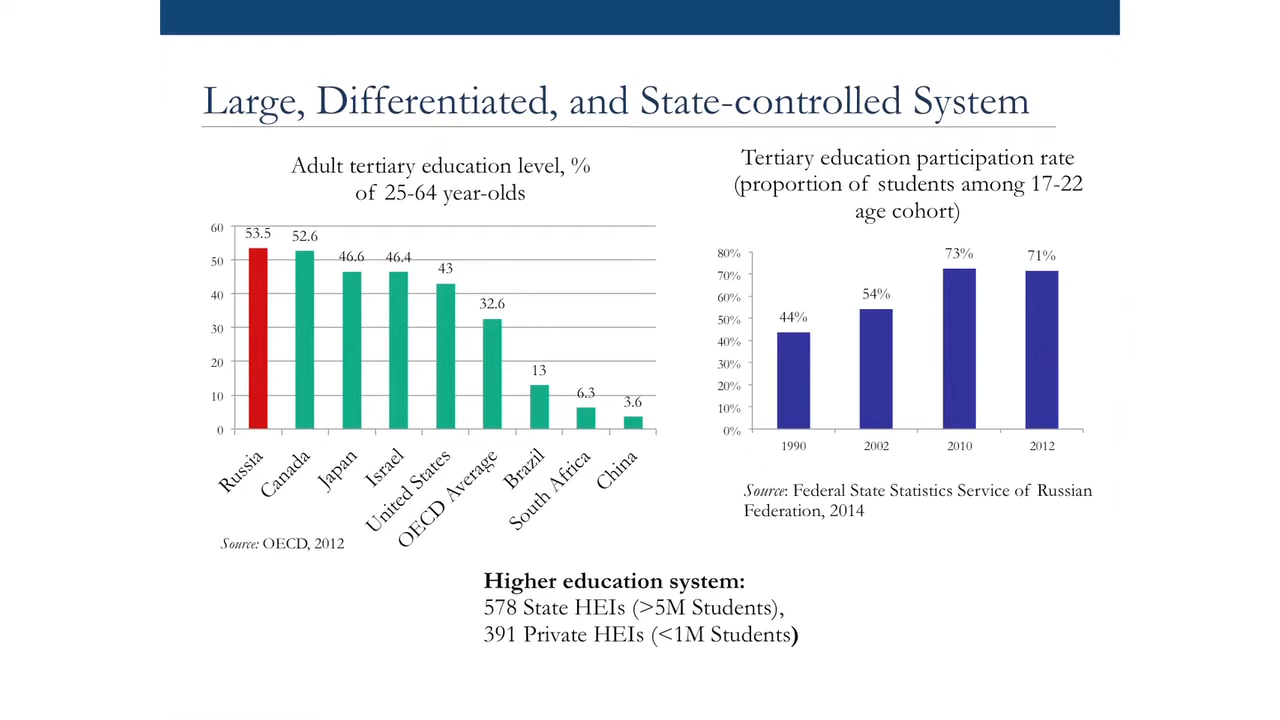 Large, Differentiated, and State-controlled System
Adult tertiary education level, %
of 25-64 year-olds
60
50
40
30
20
10
0
53.5
52.6
46.6
46.4
43
32.6
13
6.3
3.6
Russia
Canada
Japan
Israel
United States
OECD Average
Brazil
South Africa
China
Source: OECD, 2012
Tertiary education participation rate
(proportion of students among 17-22
age cohort)
80%
70%
60%
50%
40%
30%
20%
10%
0%
44%
54%
73%
71%
1990
2002
2010
2012
Source: Federal State Statistics Service of Russian
Federation, 2014
Higher education system:
578 State HEIs (>5M Students),
391 Private HEIs (<1M Students)